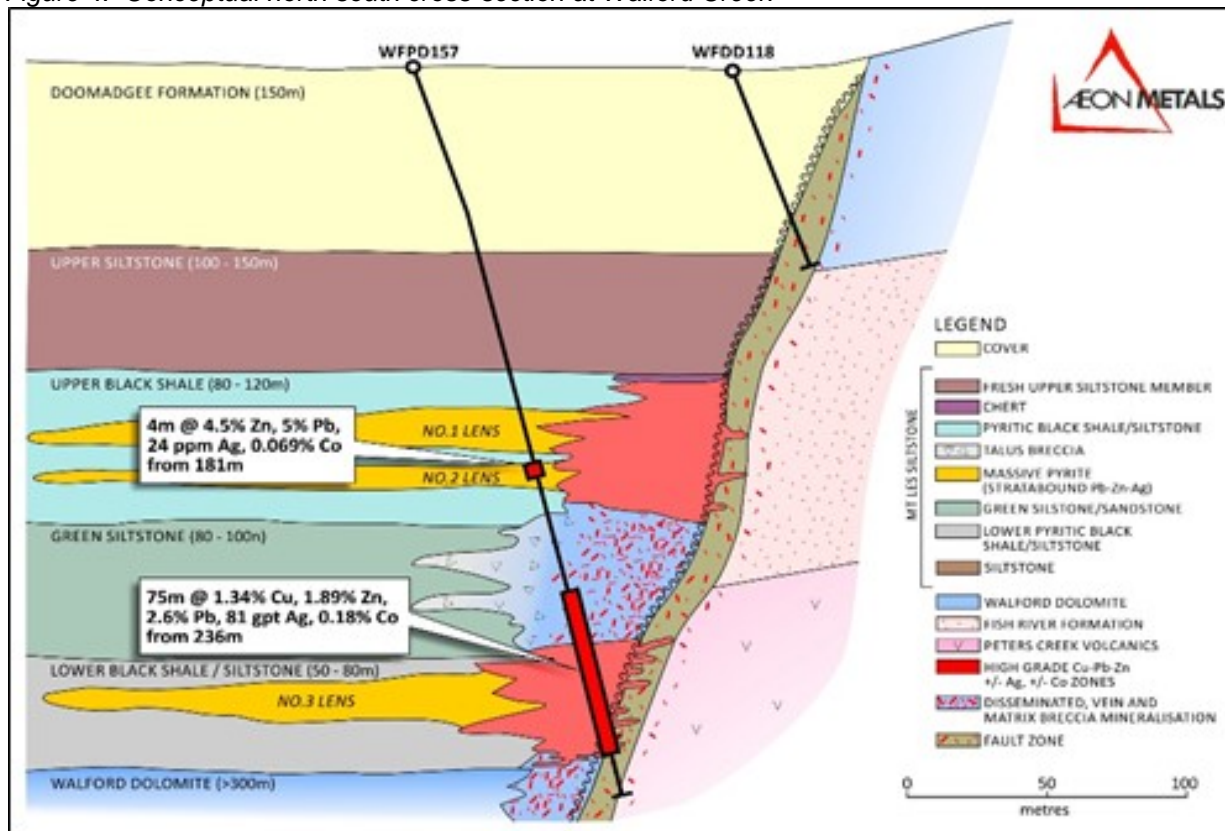 Figure 4: Conceptual north-south cross-section at Walford Creek
WFPD157
WFDD118
ÆON METALS
DOOMADGEE FORMATION (150m)
UPPER SILTSTONE (100 - 150m)
UPPER BLACK SHALE (80 - 120m)
4m @ 4.5% Zn, 5% Pb,
24 ppm Ag, 0.069% Co
from 181m
NO.1 LENS
NO.2 LENS
GREEN SILTSTONE (80 - 100n)
75m @ 1.34% Cu, 1.89% Zn,
2.6% Pb, 81 gpt Ag, 0.18% Co
from 236m
LOWER BLACK SHALE / SILTSTONE (50 - 80m)
NO.3 LENS
WALFORD DOLOMITE (>300m)
LEGEND
COVER
MT LES SILTSTONE
FRESH UPPER SILTSTONE MEMBER
CHERT
PYRITIC BLACK SHALE/SILTSTONE
TALUS BRECCIA
MASSIVE PYRITE
(STRATABOUND Pb-Zn-Ag)
GREEN SILSTONE/SANDSTONE
LOWER PYRITIC BLACK
SHALE/SILTSTONE
SILTSTONE
WALFORD DOLOMITE
FISH RIVER FORMATION
PETERS CREEK VOLCANICS
HIGH GRADE Cu-Pb-Zn
+/- Ag, +/- Co ZONES
DISSEMINATED, VEIN AND
MATRIX BRECCIA MINERALISATION
FAULT ZONE
0 50 100
metres